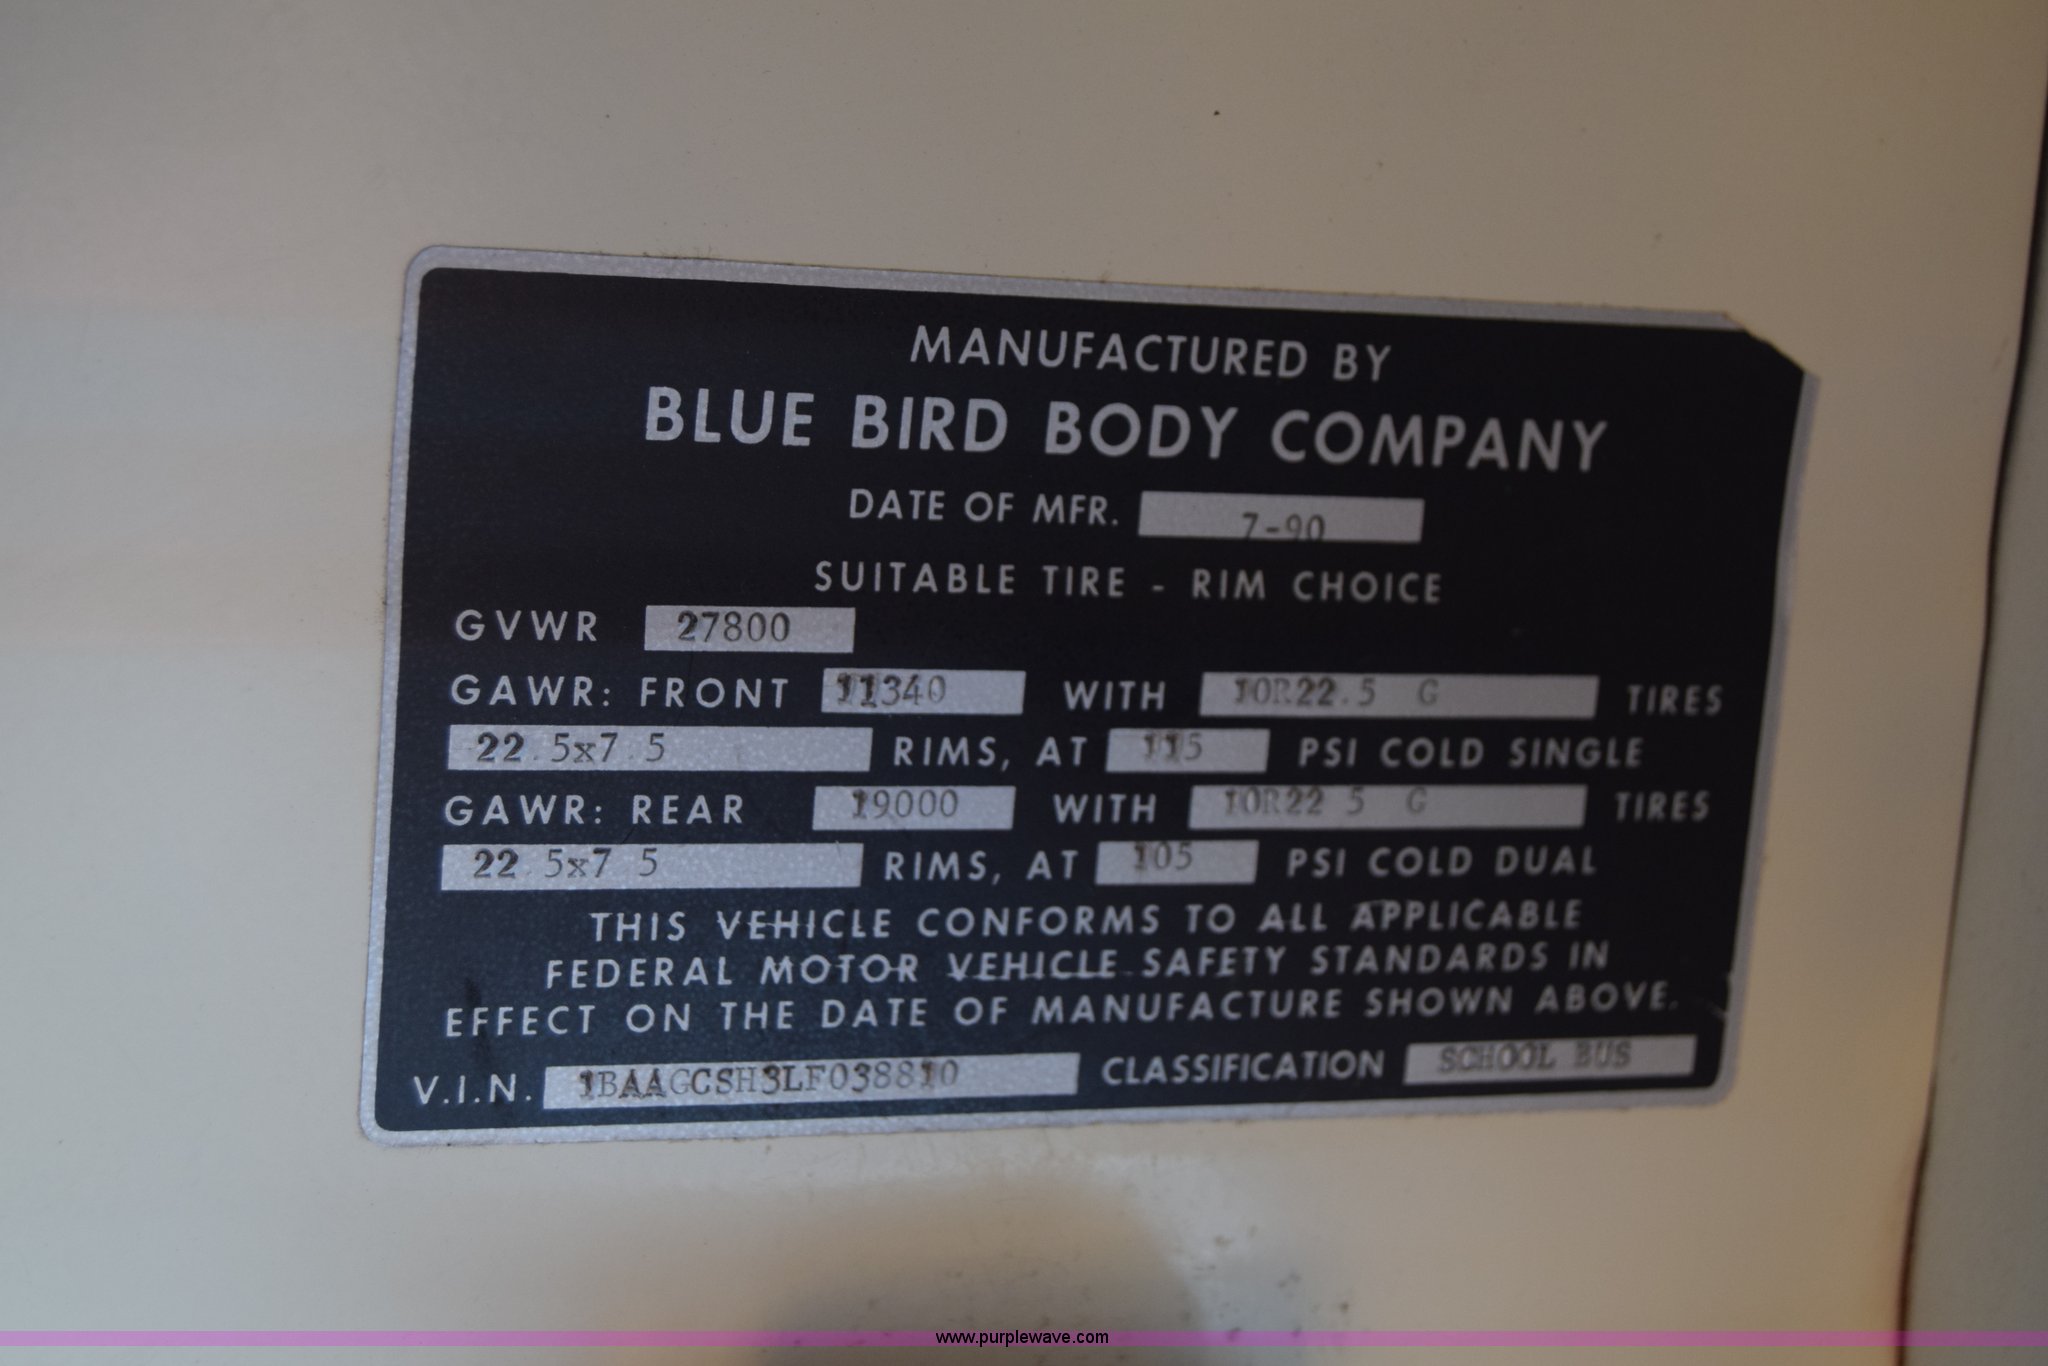 MANUFACTURED BY
BLUE BIRD BODY COMPANY
DATE OF MFR. 7-90
SUITABLE TIRE - RIM CHOICE
GVWR 27800
GAWR: FRONT 11340 WITH 10R22.5 G TIRES
22.5x7.5 RIMS, AT 115 PSI COLD SINGLE
GAWR: REAR 19000 WITH 10R22 5 G TIRES
22.5x7 5 RIMS, AT 105 PSI COLD DUAL
THIS VEHICLE CONFORMS TO ALL APPLICABLE
FEDERAL MOTOR VEHICLE SAFETY STANDARDS IN
EFFECT ON THE DATE OF MANUFACTURE SHOWN ABOVE.
V.I.N. 1BAAGCSH3LF038810 CLASSIFICATION SCHOOL BUS
www.purplewave.com